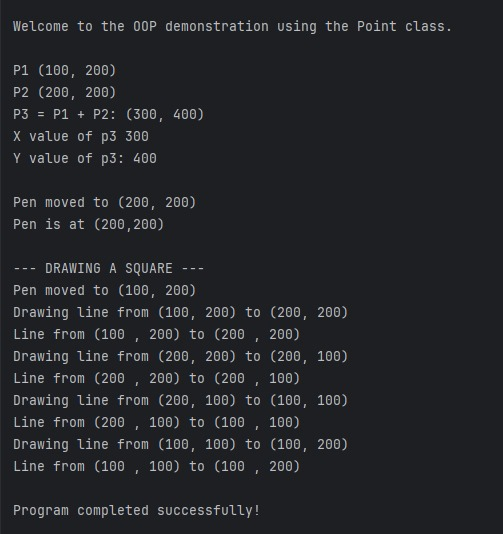 Welcome to the OOP demonstration using the Point class.
P1 (100, 200)
P2 (200, 200)
P3 = P1 + P2: (300, 400)
X value of p3 300
Y value of p3: 400
Pen moved to (200, 200)
Pen is at (200,200)
--- DRAWING A SQUARE ---
Pen moved to (100, 200)
Drawing line from (100, 200) to (200, 200)
Line from (100 , 200) to (200 , 200)
Drawing line from (200, 200) to (200, 100)
Line from (200 , 200) to (200 , 100)
Drawing line from (200, 100) to (100, 100)
Line from (200 , 100) to (100 , 100)
Drawing line from (100, 100) to (100, 200)
Line from (100 , 100) to (100 , 200)
Program completed successfully!